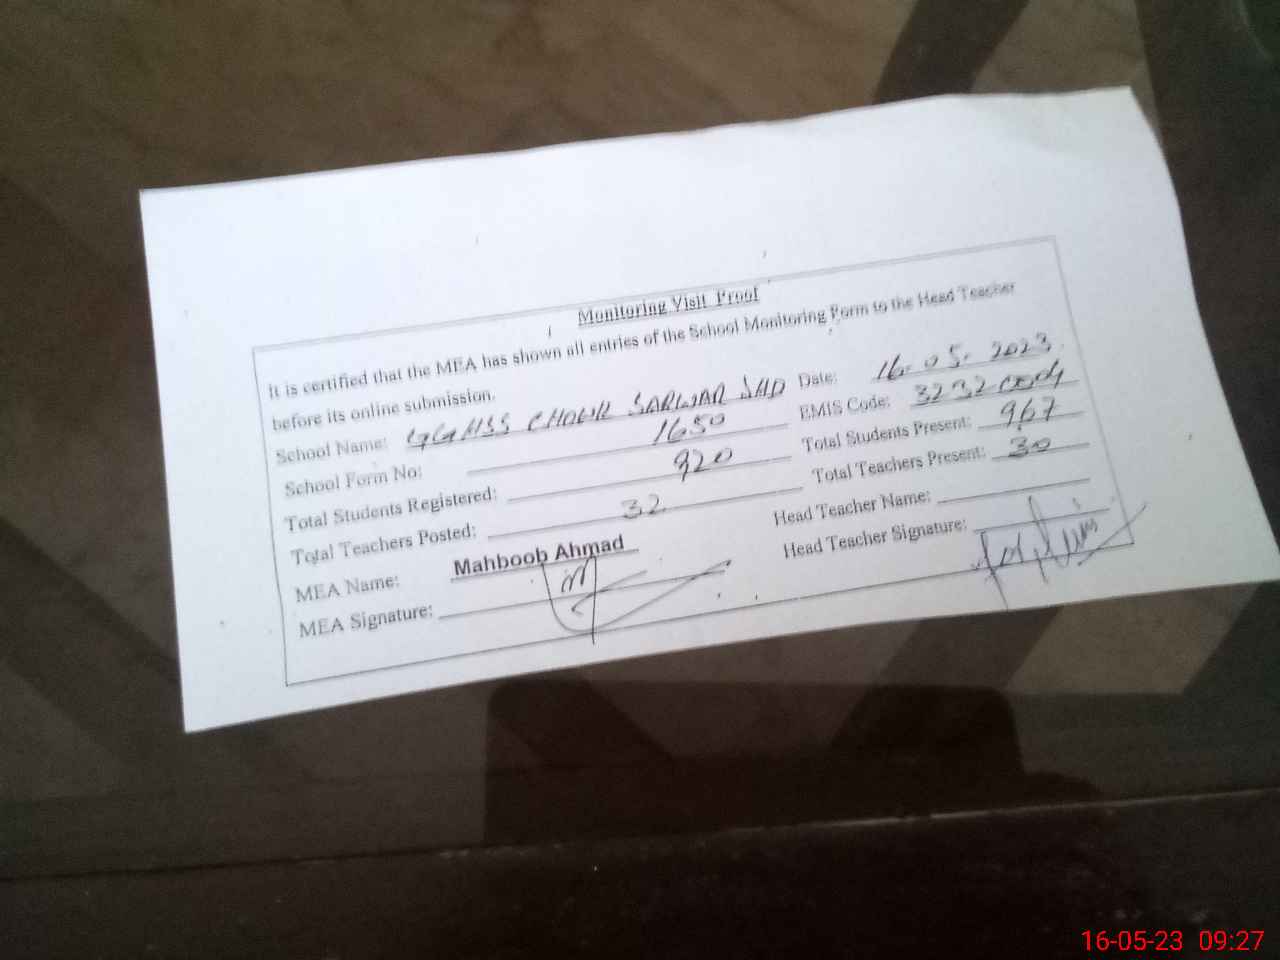 Monitoring Visit Proof
It is certified that the MEA has shown all entries of the School Monitoring Form to the Head Teacher
before its online submission.
School Name: GGHSS CHOWK SARWAR SHD Date: 16-05-2023
School Form No: 1650 EMIS Code:
Total Students Registered: 920 Total Students Present: 967
Total Teachers Posted: 32 Total Teachers Present: 30
MEA Name: Mahboob Ahmad Head Teacher Name:
MEA Signature: Head Teacher Signature:
16-05-23 09:27